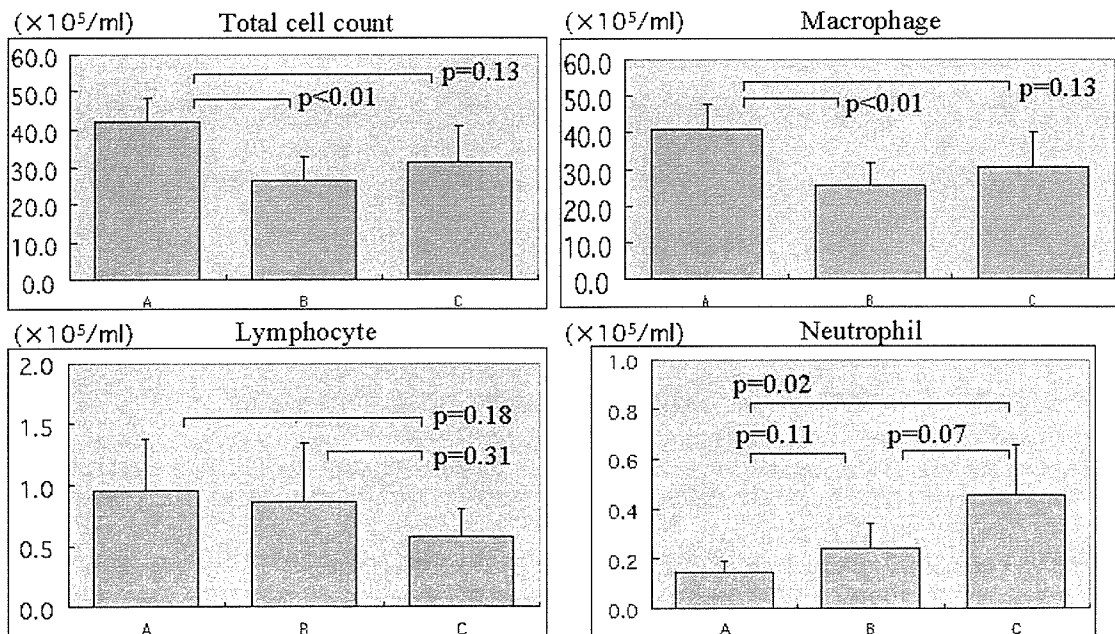 (×10⁵/ml) Total cell count
60.0
50.0
40.0
30.0
20.0
10.0
0.0
p=0.13
p<0.01
A B C
(×10⁵/ml) Macrophage
60.0
50.0
40.0
30.0
20.0
10.0
0.0
p=0.13
p<0.01
A B C
(×10⁵/ml) Lymphocyte
2.0
1.5
1.0
0.5
0.0
p=0.18
p=0.31
A B C
(×10⁵/ml) Neutrophil
1.0
0.8
0.6
0.4
0.2
0.0
p=0.02
p=0.11 p=0.07
A B C